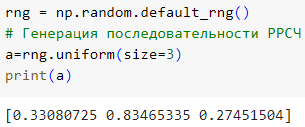 rng = np.random.default_rng()
# Генерация последовательности РРСЧ
a=rng.uniform(size=3)
print(a)
[0.33080725 0.83465335 0.27451504]